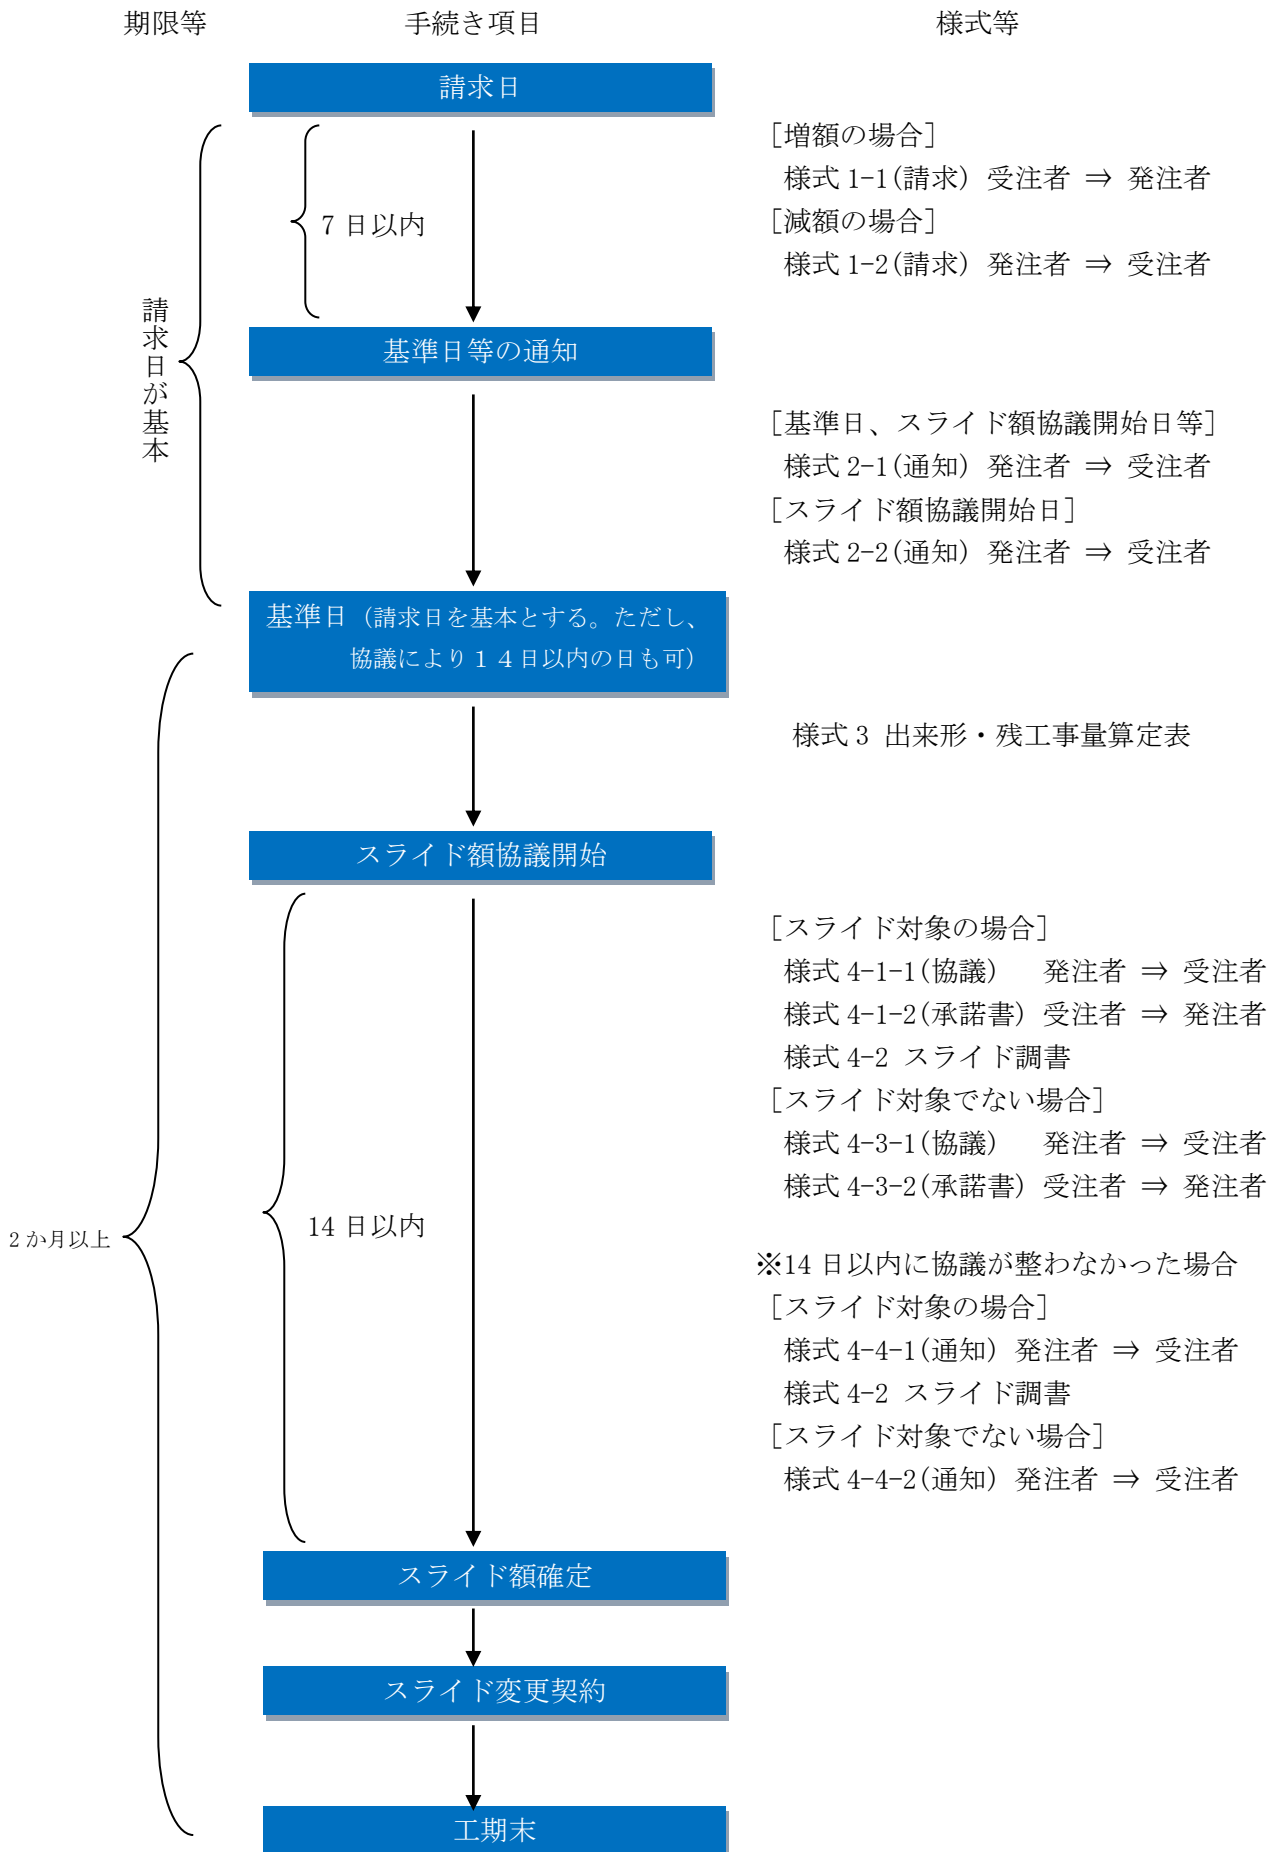 期限等　手続き項目　様式等
請求日
[増額の場合]
様式 1-1(請求) 受注者 ⇒ 発注者
7 日以内
[減額の場合]
様式 1-2(請求) 発注者 ⇒ 受注者
請求日が基本
基準日等の通知
[基準日、スライド額協議開始日等]
様式 2-1(通知) 発注者 ⇒ 受注者
[スライド額協議開始日]
様式 2-2(通知) 発注者 ⇒ 受注者
基準日（請求日を基本とする。ただし、
協議により１４日以内の日も可）
様式 3 出来形・残工事量算定表
スライド額協議開始
[スライド対象の場合]
様式 4-1-1(協議)　発注者 ⇒ 受注者
様式 4-1-2(承諾書) 受注者 ⇒ 発注者
様式 4-2 スライド調書
[スライド対象でない場合]
様式 4-3-1(協議)　発注者 ⇒ 受注者
様式 4-3-2(承諾書) 受注者 ⇒ 発注者
14 日以内
2 か月以上
※14 日以内に協議が整わなかった場合
[スライド対象の場合]
様式 4-4-1(通知) 発注者 ⇒ 受注者
様式 4-2 スライド調書
[スライド対象でない場合]
様式 4-4-2(通知) 発注者 ⇒ 受注者
スライド額確定
スライド変更契約
工期末